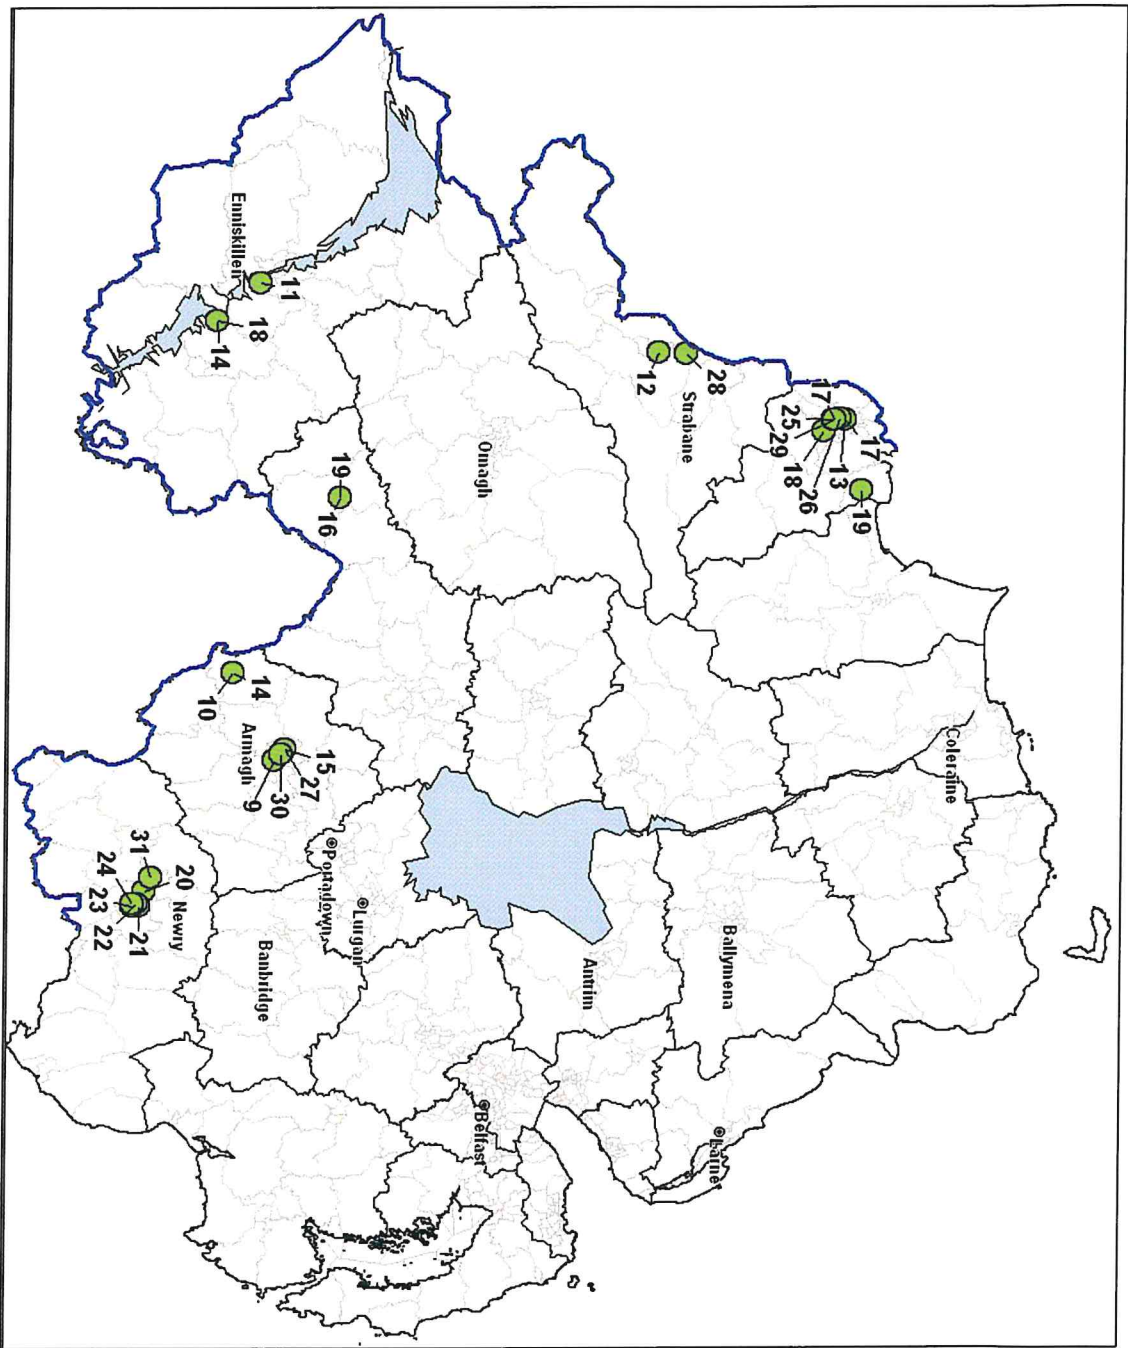 Coleraine
17
13
19
17
25
29
18
26
Ballymena
Larne
28
12
Strabane
Antrim
Omagh
Belfast
Lurgan
Portadown
19
16
15
27
30
9
Armagh
Banbridge
11
Enniskillen
18
14
14
10
Newry
31
20
24
23
22
21